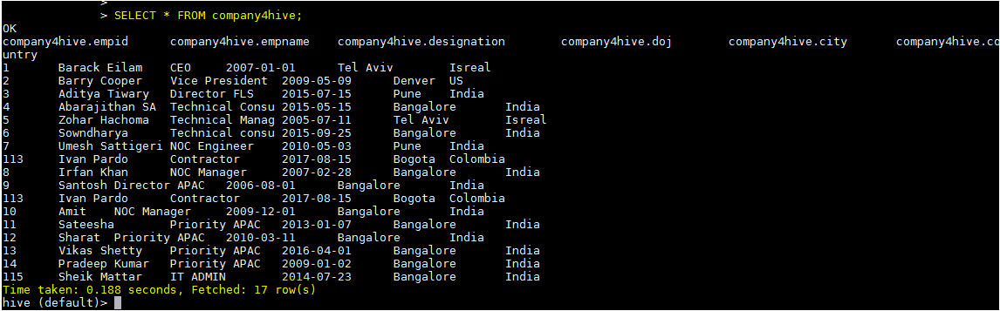 >
> SELECT * FROM company4hive;
OK
company4hive.empid company4hive.empname company4hive.designation company4hive.doj company4hive.city company4hive.co
untry
1 Barack Eilam CEO 2007-01-01 Tel Aviv Isreal
2 Barry Cooper Vice President 2009-05-09 Denver US
3 Aditya Tiwary Director FLS 2015-07-15 Pune India
4 Abarajithan SA Technical Consu 2015-05-15 Bangalore India
5 Zohar Hachoma Technical Manag 2005-07-11 Tel Aviv Isreal
6 Sowndharya Technical consu 2015-09-25 Bangalore India
7 Umesh Sattigeri NOC Engineer 2010-05-03 Pune India
113 Ivan Pardo Contractor 2017-08-15 Bogota Colombia
8 Irfan Khan NOC Manager 2007-02-28 Bangalore India
9 Santosh Director APAC 2006-08-01 Bangalore India
113 Ivan Pardo Contractor 2017-08-15 Bogota Colombia
10 Amit NOC Manager 2009-12-01 Bangalore India
11 Sateesha Priority APAC 2013-01-07 Bangalore India
12 Sharat Priority APAC 2010-03-11 Bangalore India
13 Vikas Shetty Priority APAC 2016-04-01 Bangalore India
14 Pradeep Kumar Priority APAC 2009-01-02 Bangalore India
115 Sheik Mattar IT ADMIN 2014-07-23 Bangalore India
Time taken: 0.188 seconds, Fetched: 17 row(s)
hive (default)>